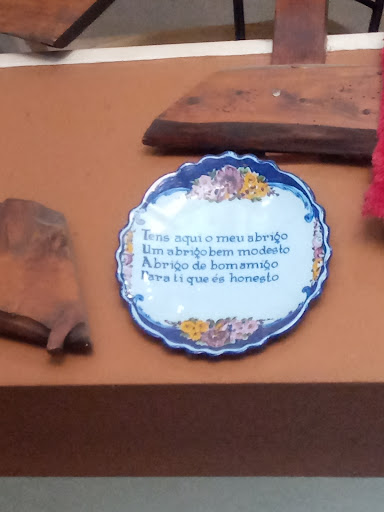 Tens aqui o meu abrigo
Um abrigo bem modesto
Abrigo de bom amigo
Para ti que és honesto